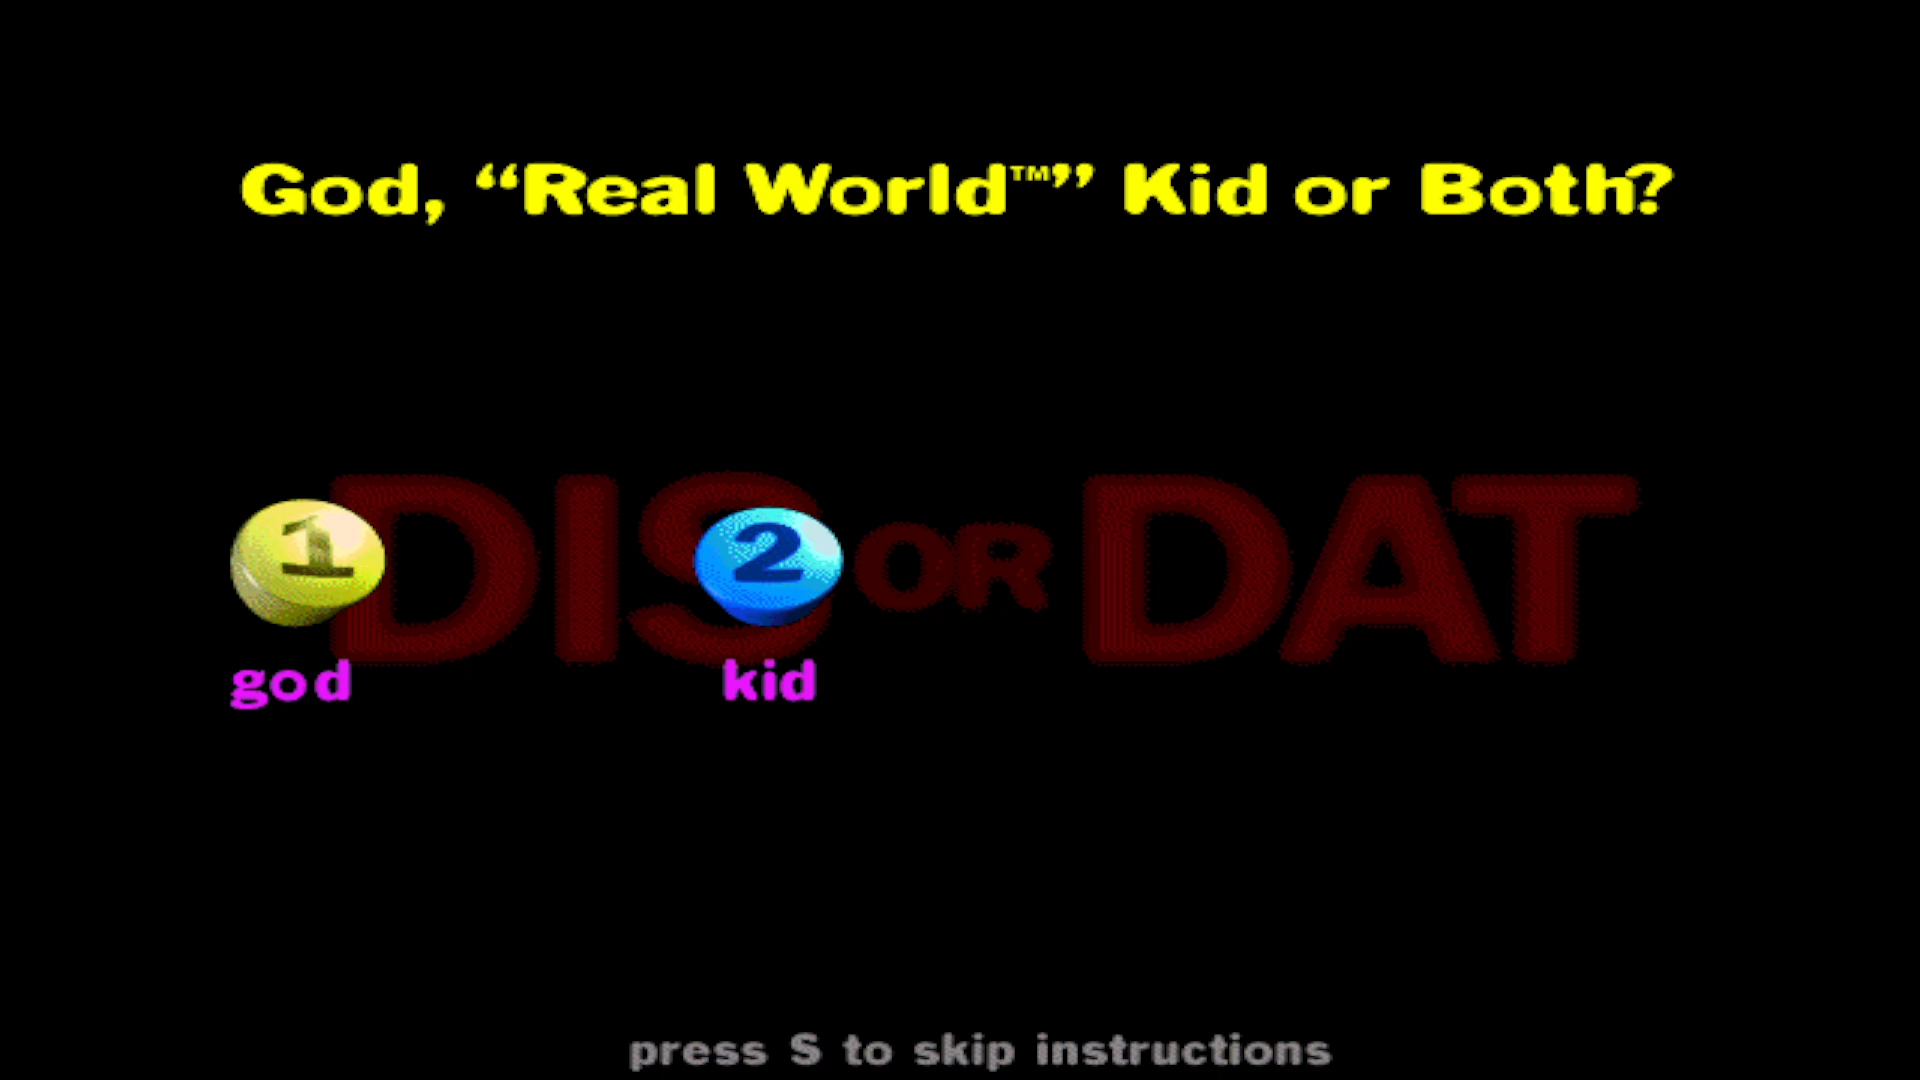 God, “Real World™” Kid or Both?
DIS OR DAT
1 2
god kid
press S to skip instructions